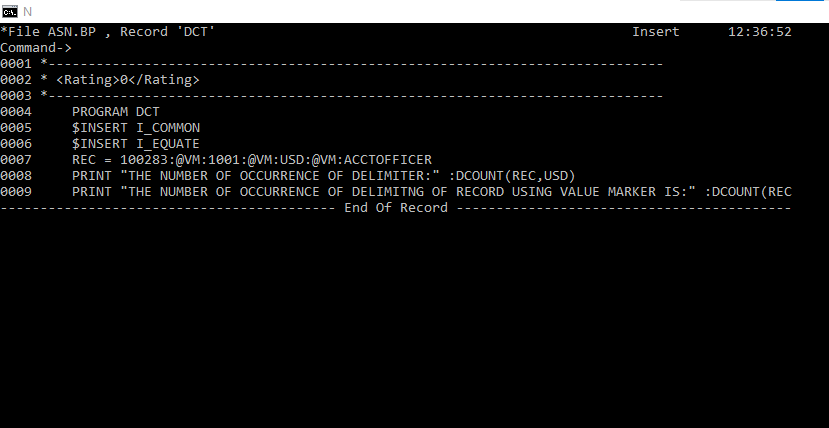 N
*File ASN.BP , Record 'DCT' Insert 12:36:52
Command->
0001 *-----------------------------------------------------------------------------
0002 * <Rating>0</Rating>
0003 *-----------------------------------------------------------------------------
0004 PROGRAM DCT
0005 $INSERT I_COMMON
0006 $INSERT I_EQUATE
0007 REC = 100283:@VM:1001:@VM:USD:@VM:ACCTOFFICER
0008 PRINT "THE NUMBER OF OCCURRENCE OF DELIMITER:" :DCOUNT(REC,USD)
0009 PRINT "THE NUMBER OF OCCURRENCE OF DELIMITNG OF RECORD USING VALUE MARKER IS:" :DCOUNT(REC
------------------------------------------ End Of Record ------------------------------------------